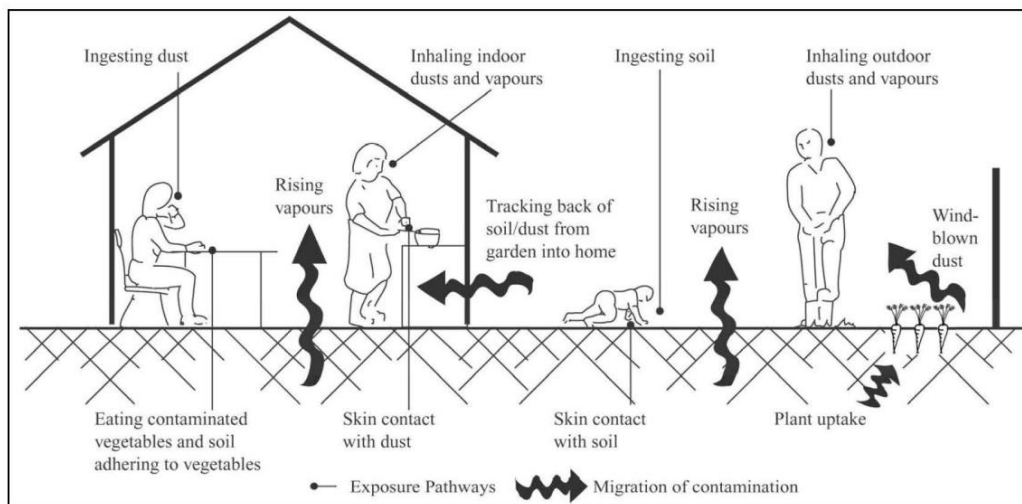 Ingesting dust
Inhaling indoor
dusts and vapours
Ingesting soil
Inhaling outdoor
dusts and vapours
Rising
vapours
Tracking back of
soil/dust from
garden into home
Rising
vapours
Wind-
blown
dust
Eating contaminated
vegetables and soil
adhering to vegetables
Skin contact
with dust
Skin contact
with soil
Plant uptake
Exposure Pathways
Migration of contamination